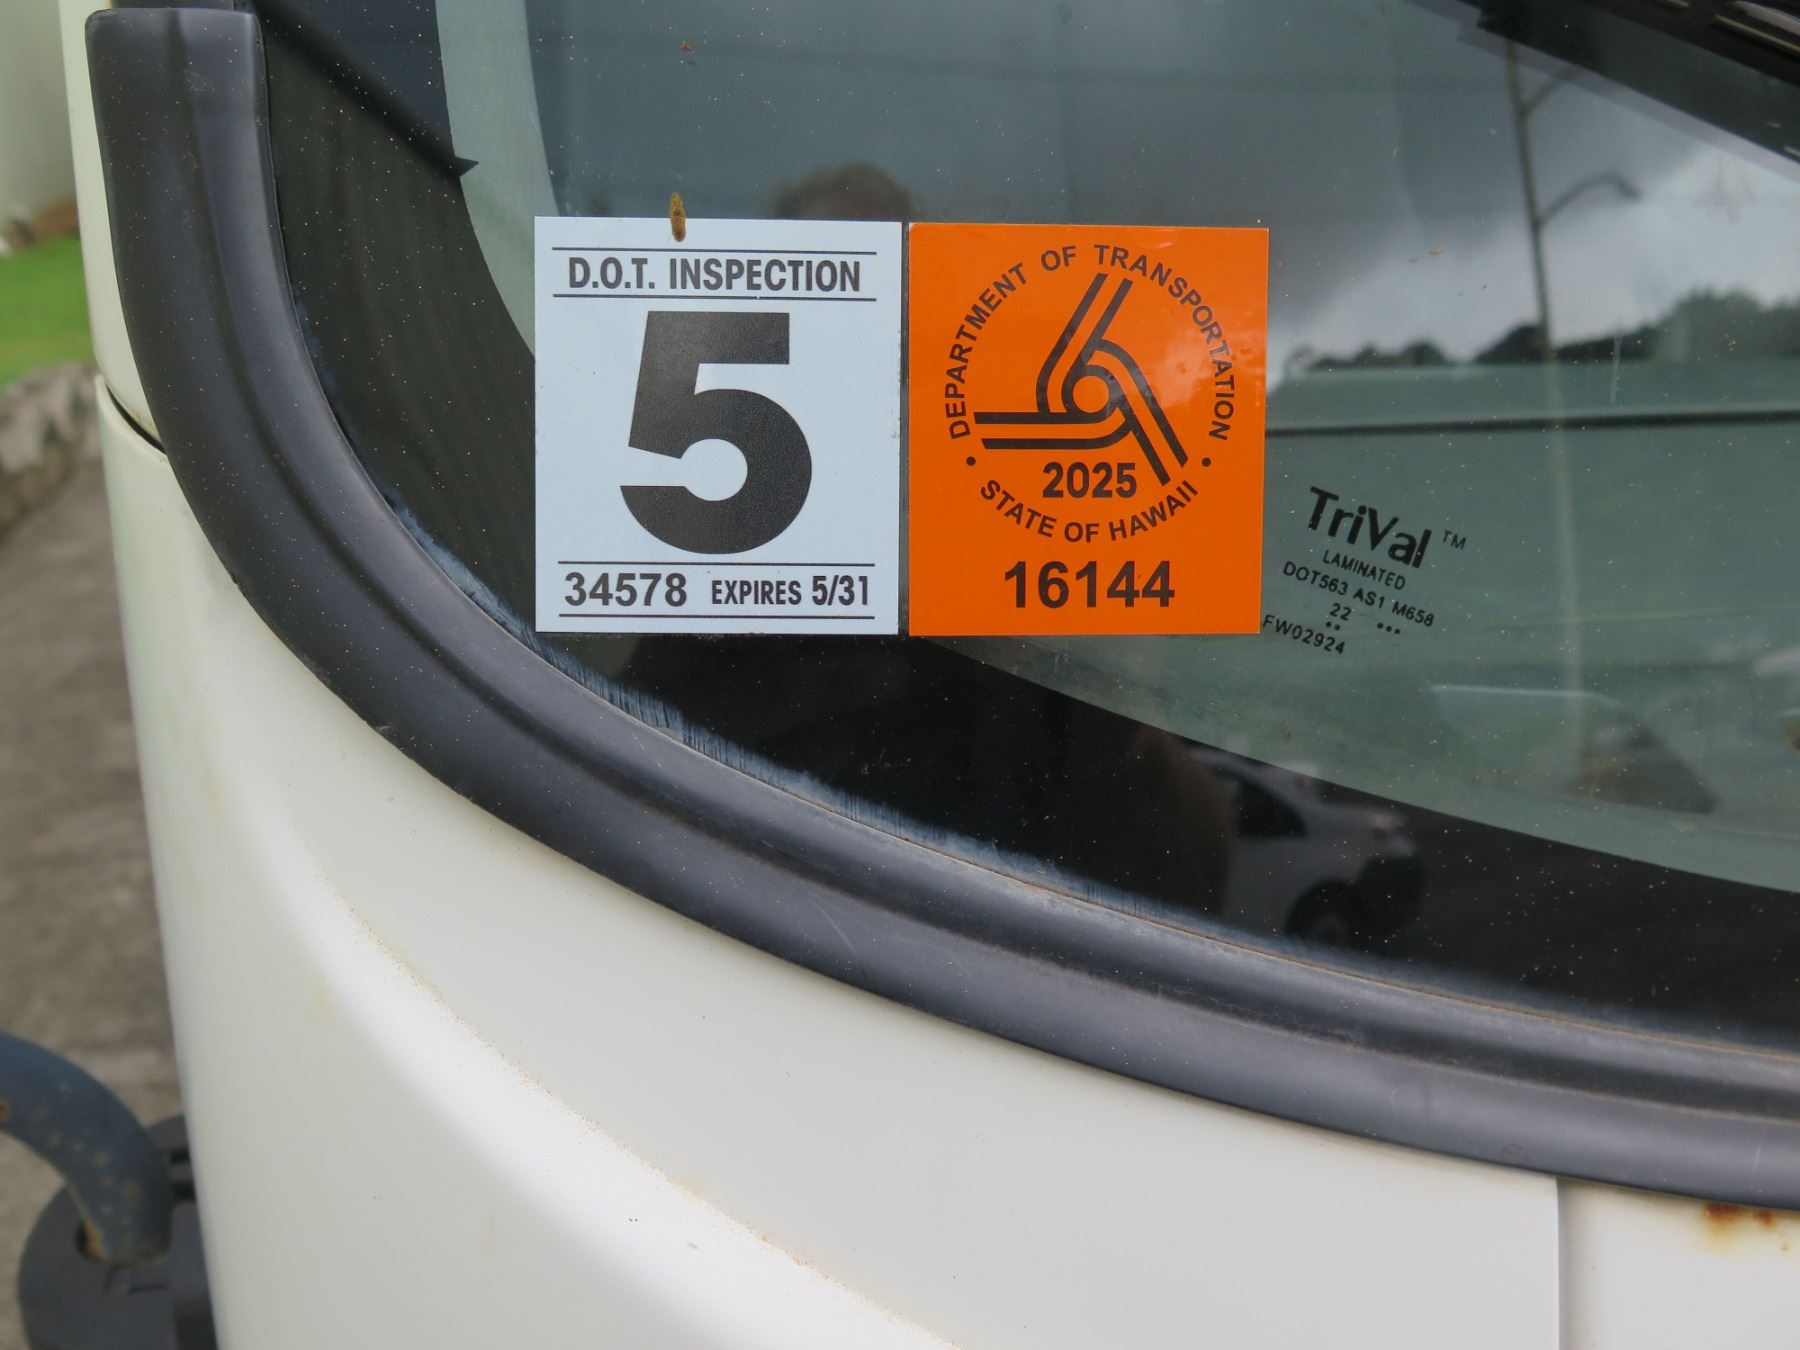 D.O.T. INSPECTION
5
34578 EXPIRES 5/31
DEPARTMENT OF TRANSPORTATION
2025
• STATE OF HAWAII •
16144
TriVal™
LAMINATED
DOT563 AS1 M658
22
FW02924